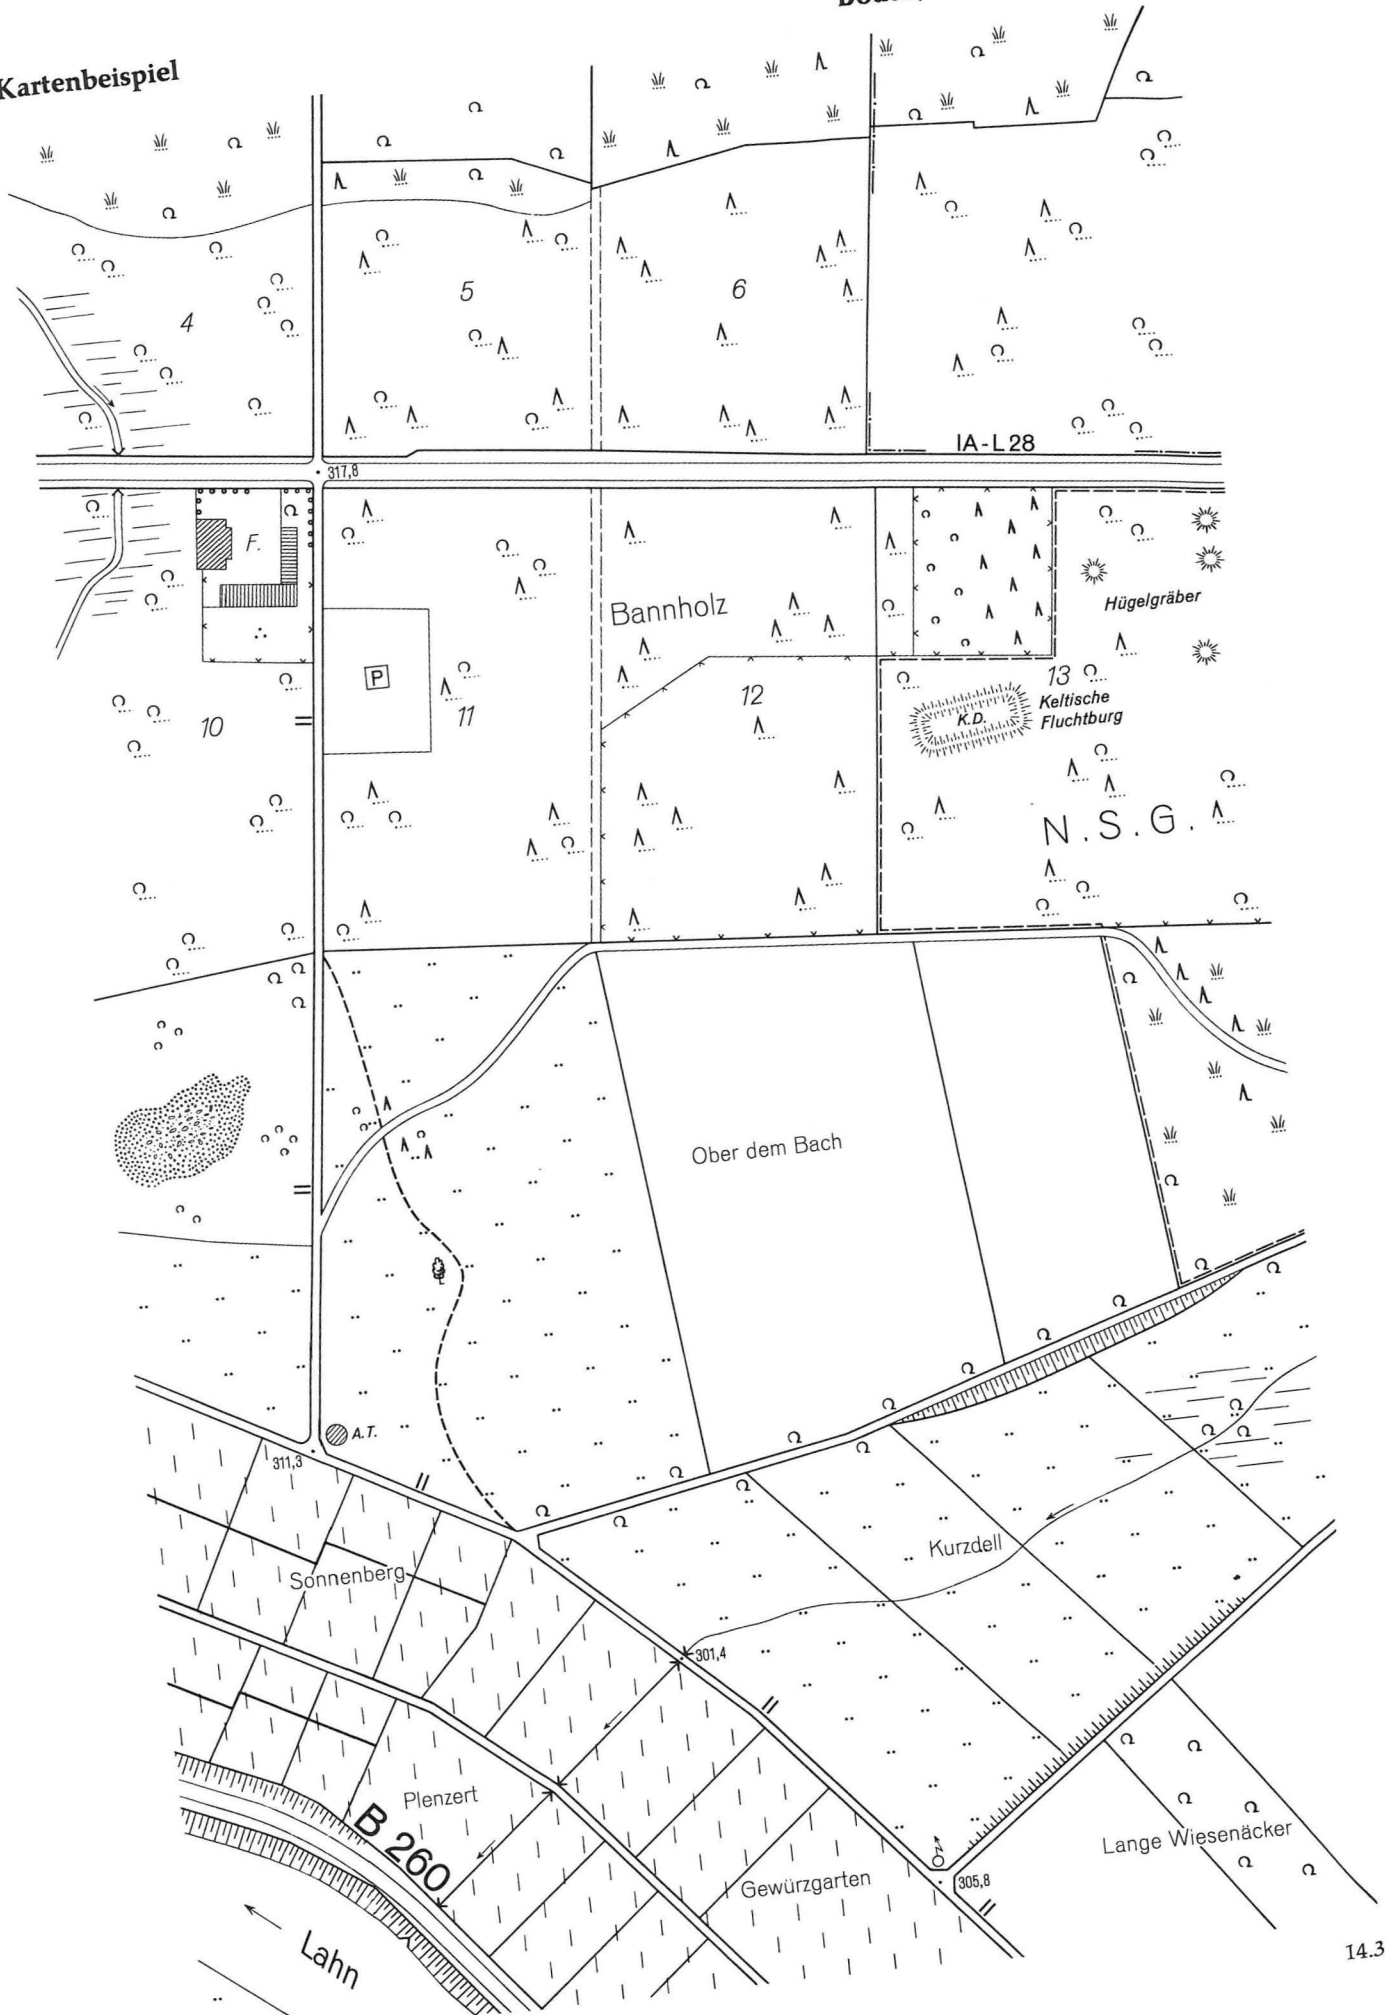 Kartenbeispiel
4
5
6
IA-L28
317,8
F.
Bannholz
Hügelgräber
P
10
11
12
13
K.D.
Keltische
Fluchtburg
N.S.G.
Ober dem Bach
A.T.
311,3
Sonnenberg
Kurzdell
301,4
Plenzert
B 260
Gewürzgarten
305,8
Lange Wiesenäcker
Lahn
14.3